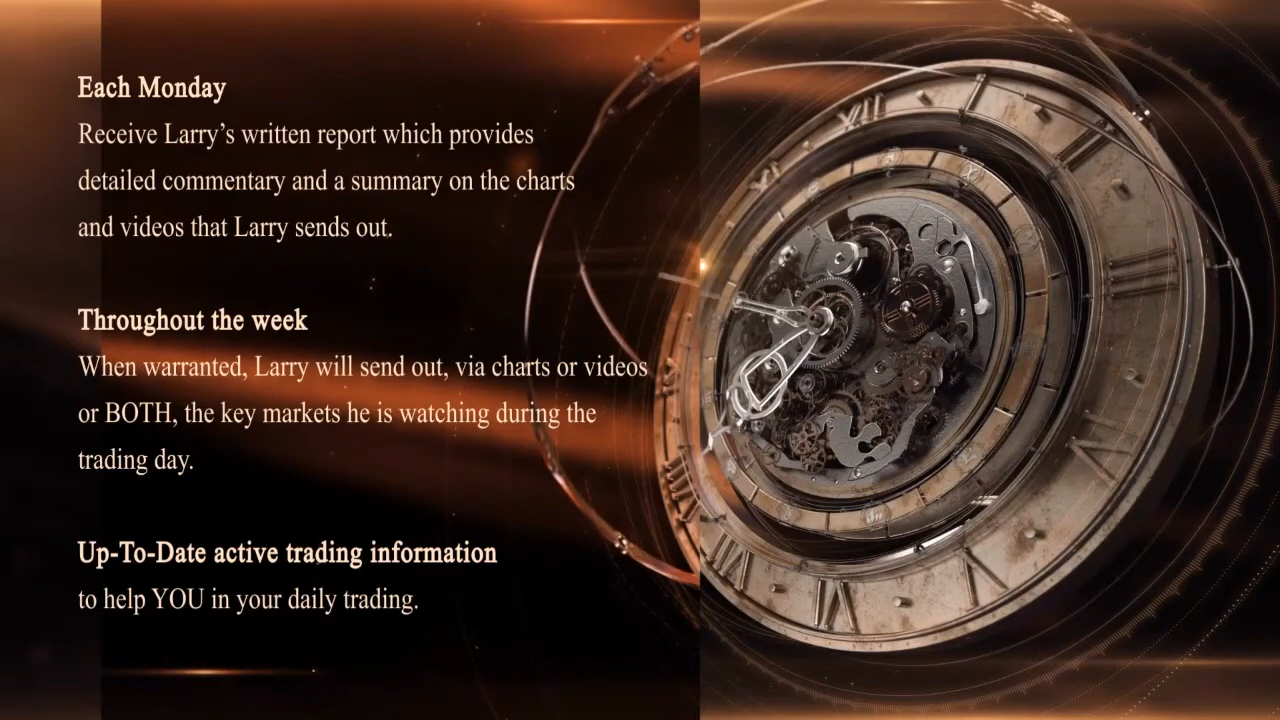 Each Monday
Receive Larry’s written report which provides
detailed commentary and a summary on the charts
and videos that Larry sends out.
Throughout the week
When warranted, Larry will send out, via charts or videos
or BOTH, the key markets he is watching during the
trading day.
Up-To-Date active trading information
to help YOU in your daily trading.
XII
III